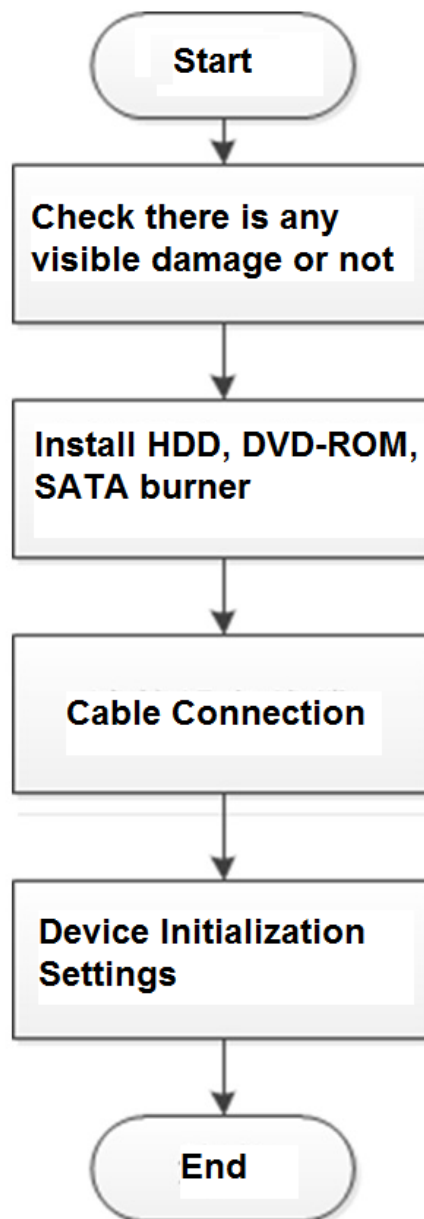 Start
Check there is any
visible damage or not
Install HDD, DVD-ROM,
SATA burner
Cable Connection
Device Initialization
Settings
End